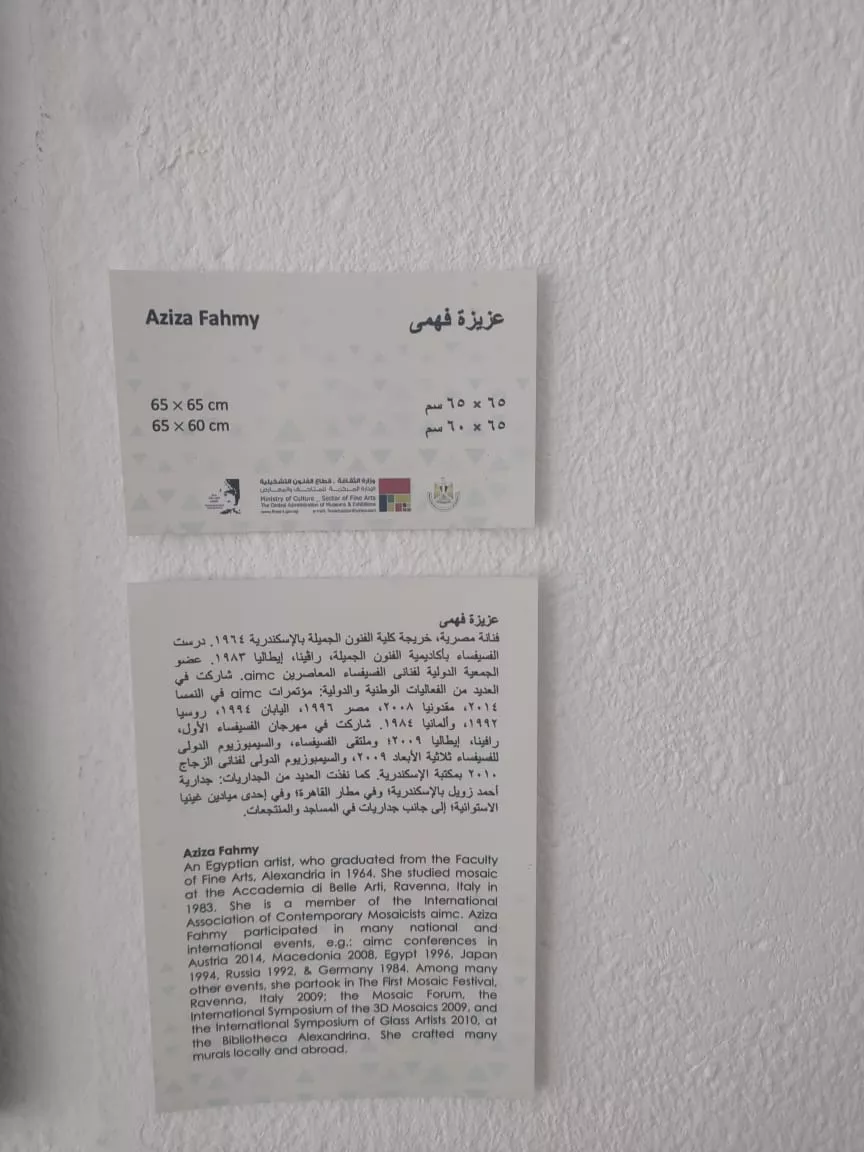 Aziza Fahmy
عزيزة فهمى
65 × 65 cm
٦٥ × ٦٥ سم
65 × 60 cm
٦٥ × ٦٠ سم
وزارة الثقافة _ قطاع الفنون التشكيلية
الإدارة المركزية للمتاحف والمعارض
Ministry of Culture _ Sector of Fine Arts
The Central Administration of Museums & Exhibitions
عزيزة فهمى
فنانة مصرية، خريجة كلية الفنون الجميلة بالإسكندرية ١٩٦٤. درست
الفسيفساء بأكاديمية الفنون الجميلة، راڤينا، إيطاليا ١٩٨٣. عضو
الجمعية الدولية لفنانى الفسيفساء المعاصرين aimc. شاركت في
العديد من الفعاليات الوطنية والدولية: مؤتمرات aimc في النمسا
٢٠١٤، مقدونيا ٢٠٠٨، مصر ١٩٩٦، اليابان ١٩٩٤، روسيا
١٩٩٢، وألمانيا ١٩٨٤. شاركت في مهرجان الفسيفساء الأول،
رافينا، إيطاليا ٢٠٠٩؛ وملتقى الفسيفساء، والسيمبوزيوم الدولى
للفسيفساء ثلاثية الأبعاد ٢٠٠٩، والسيمبوزيوم الدولى لفنانى الزجاج
٢٠١٠ بمكتبة الإسكندرية. كما نفذت العديد من الجداريات: جدارية
أحمد زويل بالإسكندرية؛ وفي مطار القاهرة؛ وفي إحدى ميادين غينيا
الاستوائية؛ إلى جانب جداريات في المساجد والمنتجعات.
Aziza Fahmy
An Egyptian artist, who graduated from the Faculty
of Fine Arts, Alexandria in 1964. She studied mosaic
at the Accademia di Belle Arti, Ravenna, Italy in
1983. She is a member of the International
Association of Contemporary Mosaicists aimc. Aziza
Fahmy participated in many national and
international events, e.g.: aimc conferences in
Austria 2014, Macedonia 2008, Egypt 1996, Japan
1994, Russia 1992, & Germany 1984. Among many
other events, she partook in The First Mosaic Festival,
Ravenna, Italy 2009; the Mosaic Forum, the
International Symposium of the 3D Mosaics 2009, and
the International Symposium of Glass Artists 2010, at
the Bibliotheca Alexandrina. She crafted many
murals locally and abroad.